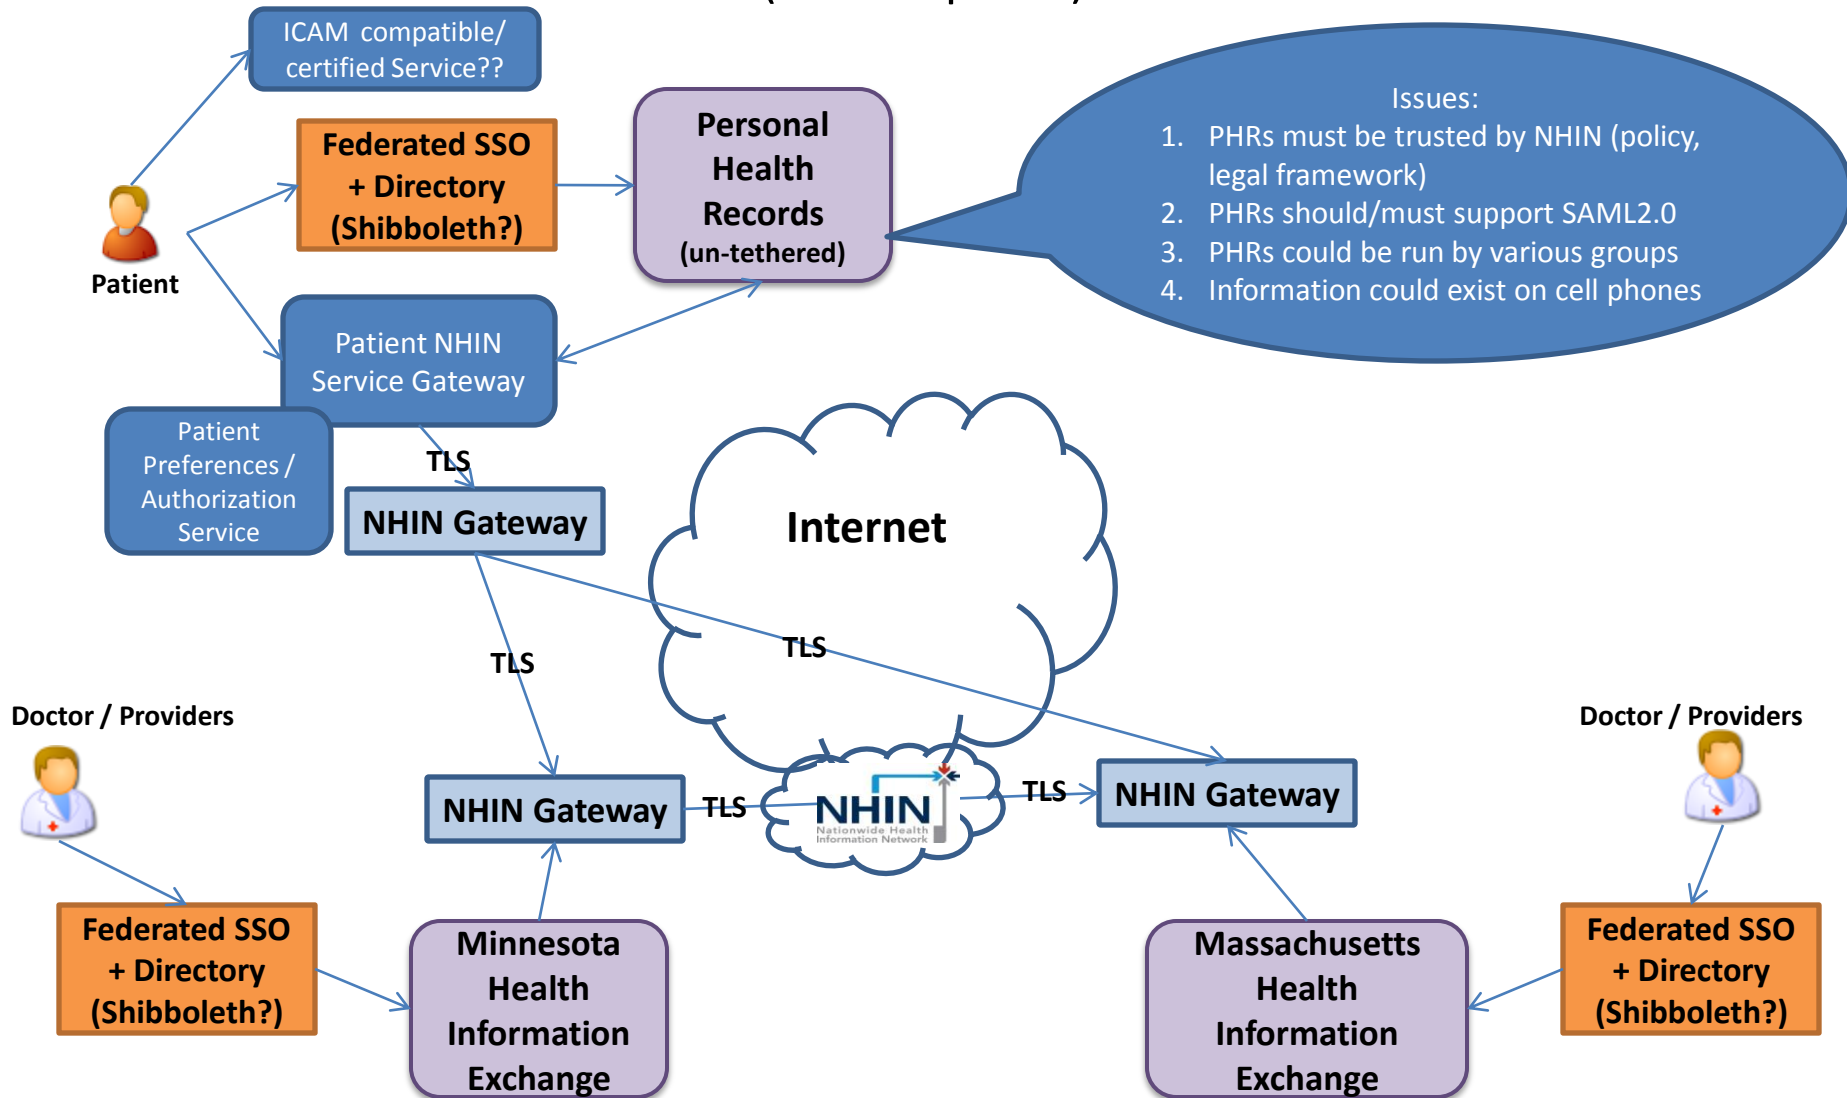 ICAM compatible/
certified Service??
Federated SSO
+ Directory
(Shibboleth?)
Personal
Health
Records
(un-tethered)
Issues:
1. PHRs must be trusted by NHIN (policy,
legal framework)
2. PHRs should/must support SAML2.0
3. PHRs could be run by various groups
4. Information could exist on cell phones
Patient
Patient NHIN
Service Gateway
Patient
Preferences /
Authorization
Service
TLS
NHIN Gateway
Internet
TLS
TLS
Doctor / Providers
Doctor / Providers
NHIN Gateway
TLS
NHIN
Nationwide Health
Information Network
TLS
NHIN Gateway
Federated SSO
+ Directory
(Shibboleth?)
Minnesota
Health
Information
Exchange
Massachusetts
Health
Information
Exchange
Federated SSO
+ Directory
(Shibboleth?)